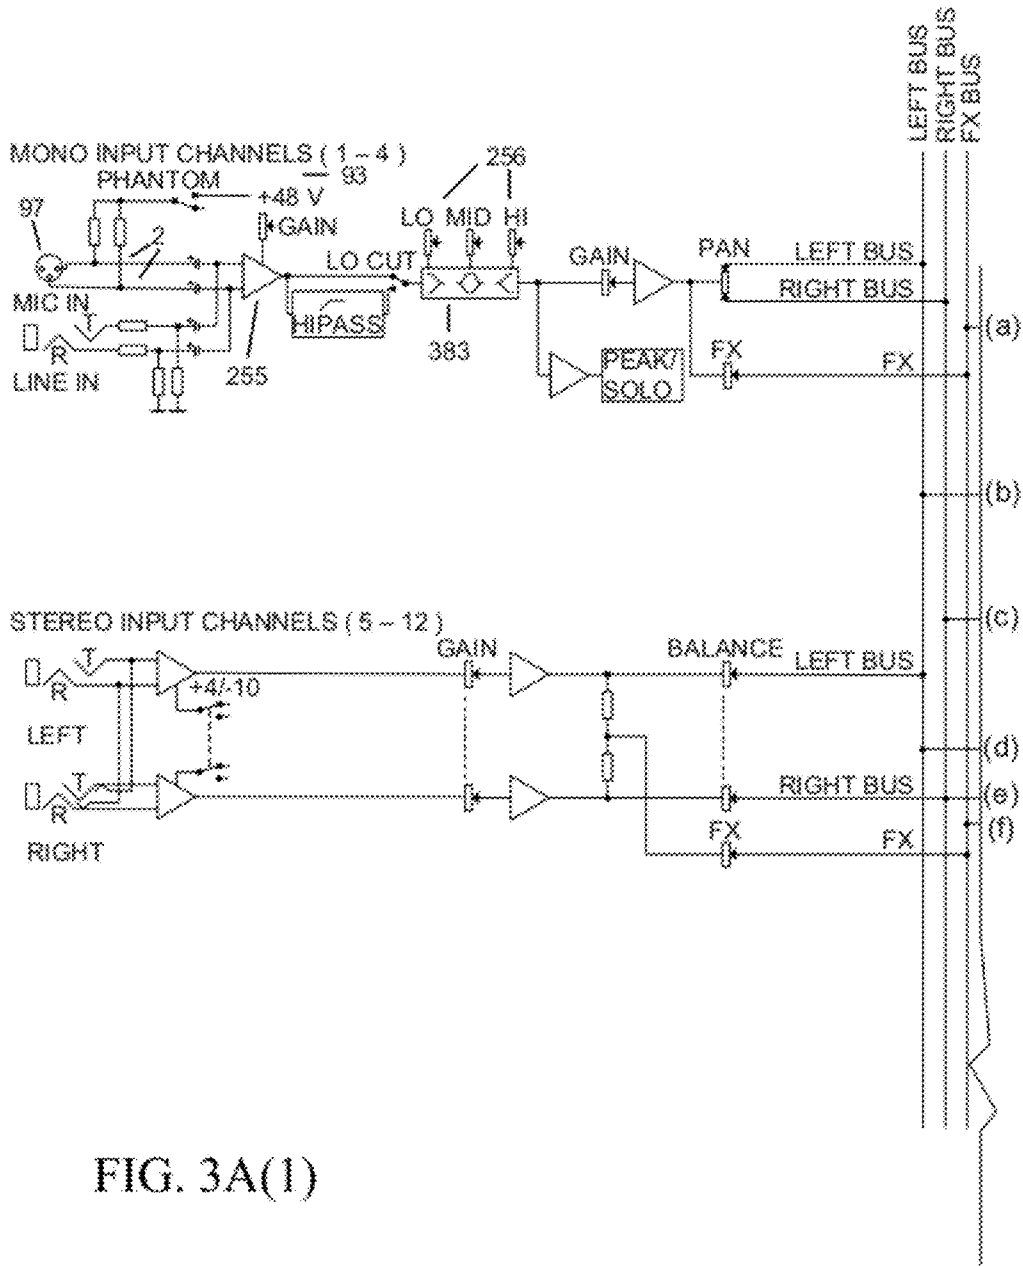 LEFT BUS
RIGHT BUS
FX BUS
MONO INPUT CHANNELS ( 1 – 4 )
93
256
PHANTOM
+48 V
97
2
GAIN
LO MID HI
LO CUT
GAIN
PAN
LEFT BUS
RIGHT BUS
MIC IN
T
HIPASS
(a)
R
383
FX
FX
LINE IN
255
PEAK/
SOLO
(b)
STEREO INPUT CHANNELS ( 5 – 12 )
(c)
T
GAIN
BALANCE
LEFT BUS
R
+4/-10
LEFT
(d)
T
RIGHT BUS
(e)
R
FX
FX
(f)
RIGHT
FIG. 3A(1)